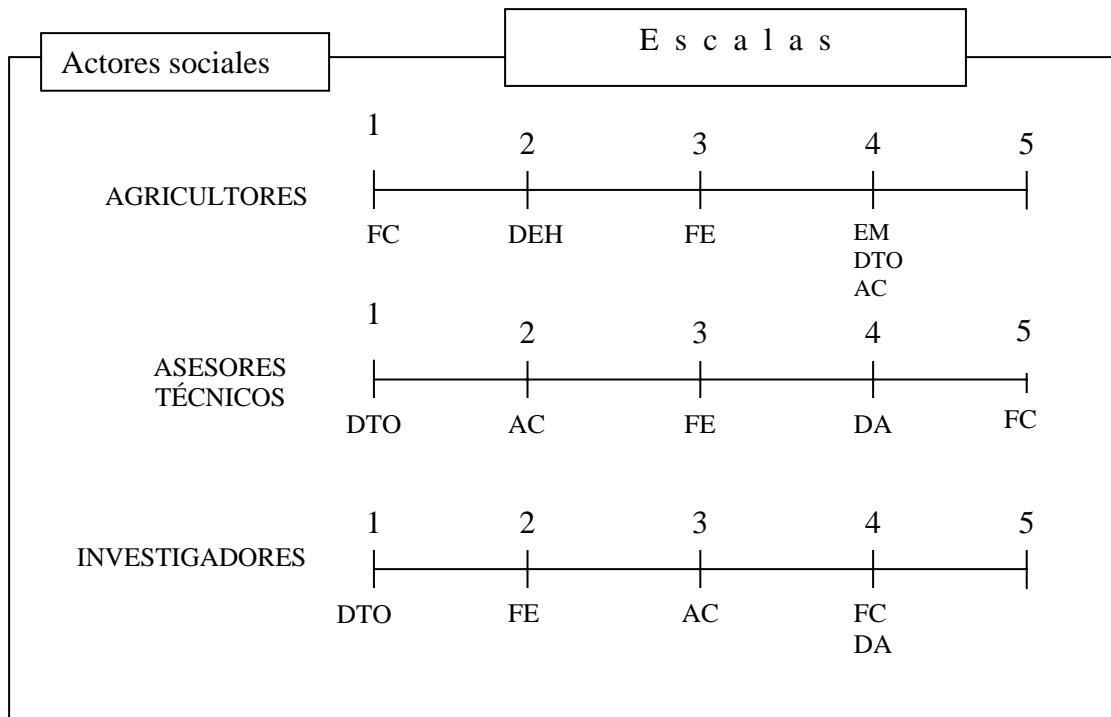 Actores sociales
E s c a l a s
1 2 3 4 5
AGRICULTORES
FC DEH FE EM
DTO
AC
1 2 3 4 5
ASESORES
TÉCNICOS
DTO AC FE DA FC
1 2 3 4 5
INVESTIGADORES
DTO FE AC FC
DA